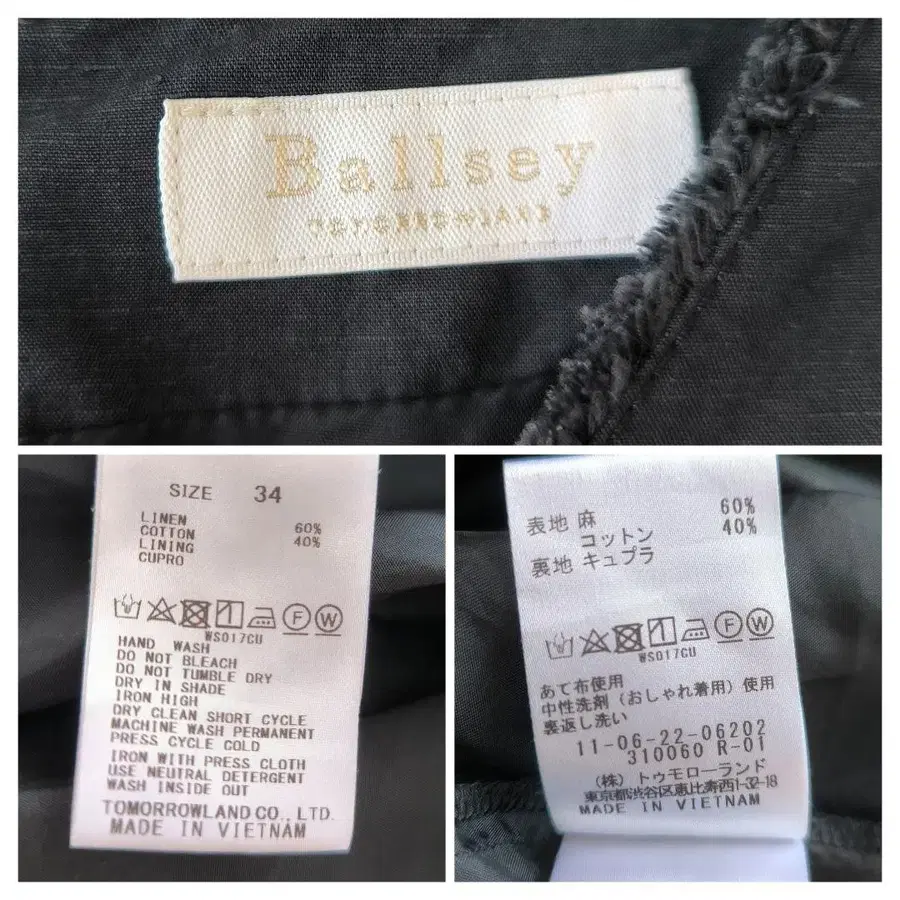 Ballsey
TOMORROWLAND
SIZE 34
LINEN 60%
COTTON 40%
LINING
CUPRO
F W
WS017CU
HAND WASH
DO NOT BLEACH
DO NOT TUMBLE DRY
DRY IN SHADE
IRON HIGH
DRY CLEAN SHORT CYCLE
MACHINE WASH PERMANENT
PRESS CYCLE COLD
IRON WITH PRESS CLOTH
USE NEUTRAL DETERGENT
WASH INSIDE OUT
TOMORROWLAND CO., LTD.
MADE IN VIETNAM
表地 麻 60%
コットン 40%
裏地 キュプラ
F W
WS017CU
あて布使用
中性洗剤（おしゃれ着用）使用
裏返し洗い
11-06-22-06202
310060 R-01
（株）トゥモローランド
東京都渋谷区恵比寿西1-32-18
MADE IN VIETNAM